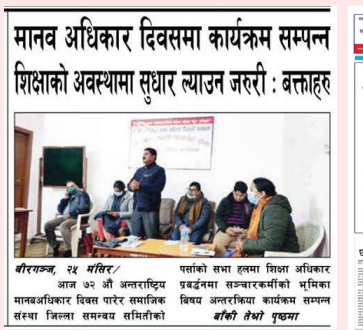 मानव अधिकार दिवसमा कार्यक्रम सम्पन्न
शिक्षाको अवस्थामा सुधार ल्याउन जरुरी : बक्ताहरु
बीरगञ्ज, २५ मंसिर/
आज ७२ औ अन्तराष्ट्रिय
मानवअधिकार दिवस पारेर समाजिक
संस्था जिल्ला समन्वय समितीको
पर्साको सभा हलमा शिक्षा अधिकार
प्रबर्द्धनमा सञ्चारकर्मीको भूमिका
बिषय अन्तरक्रिया कार्यक्रम सम्पन्न
बाँकी तेश्रो पृष्ठमा